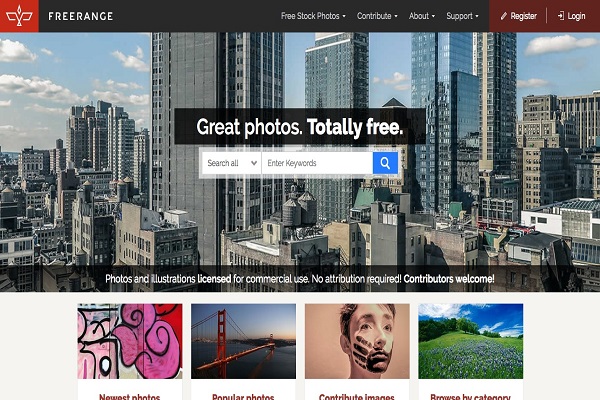 FREERANGE
Free Stock Photos Contribute About Support Register Login
Great photos. Totally free.
Search all Enter Keywords
Photos and illustrations licensed for commercial use. No attribution required! Contributors welcome!
Newest photos Popular photos Contribute images Browse by category